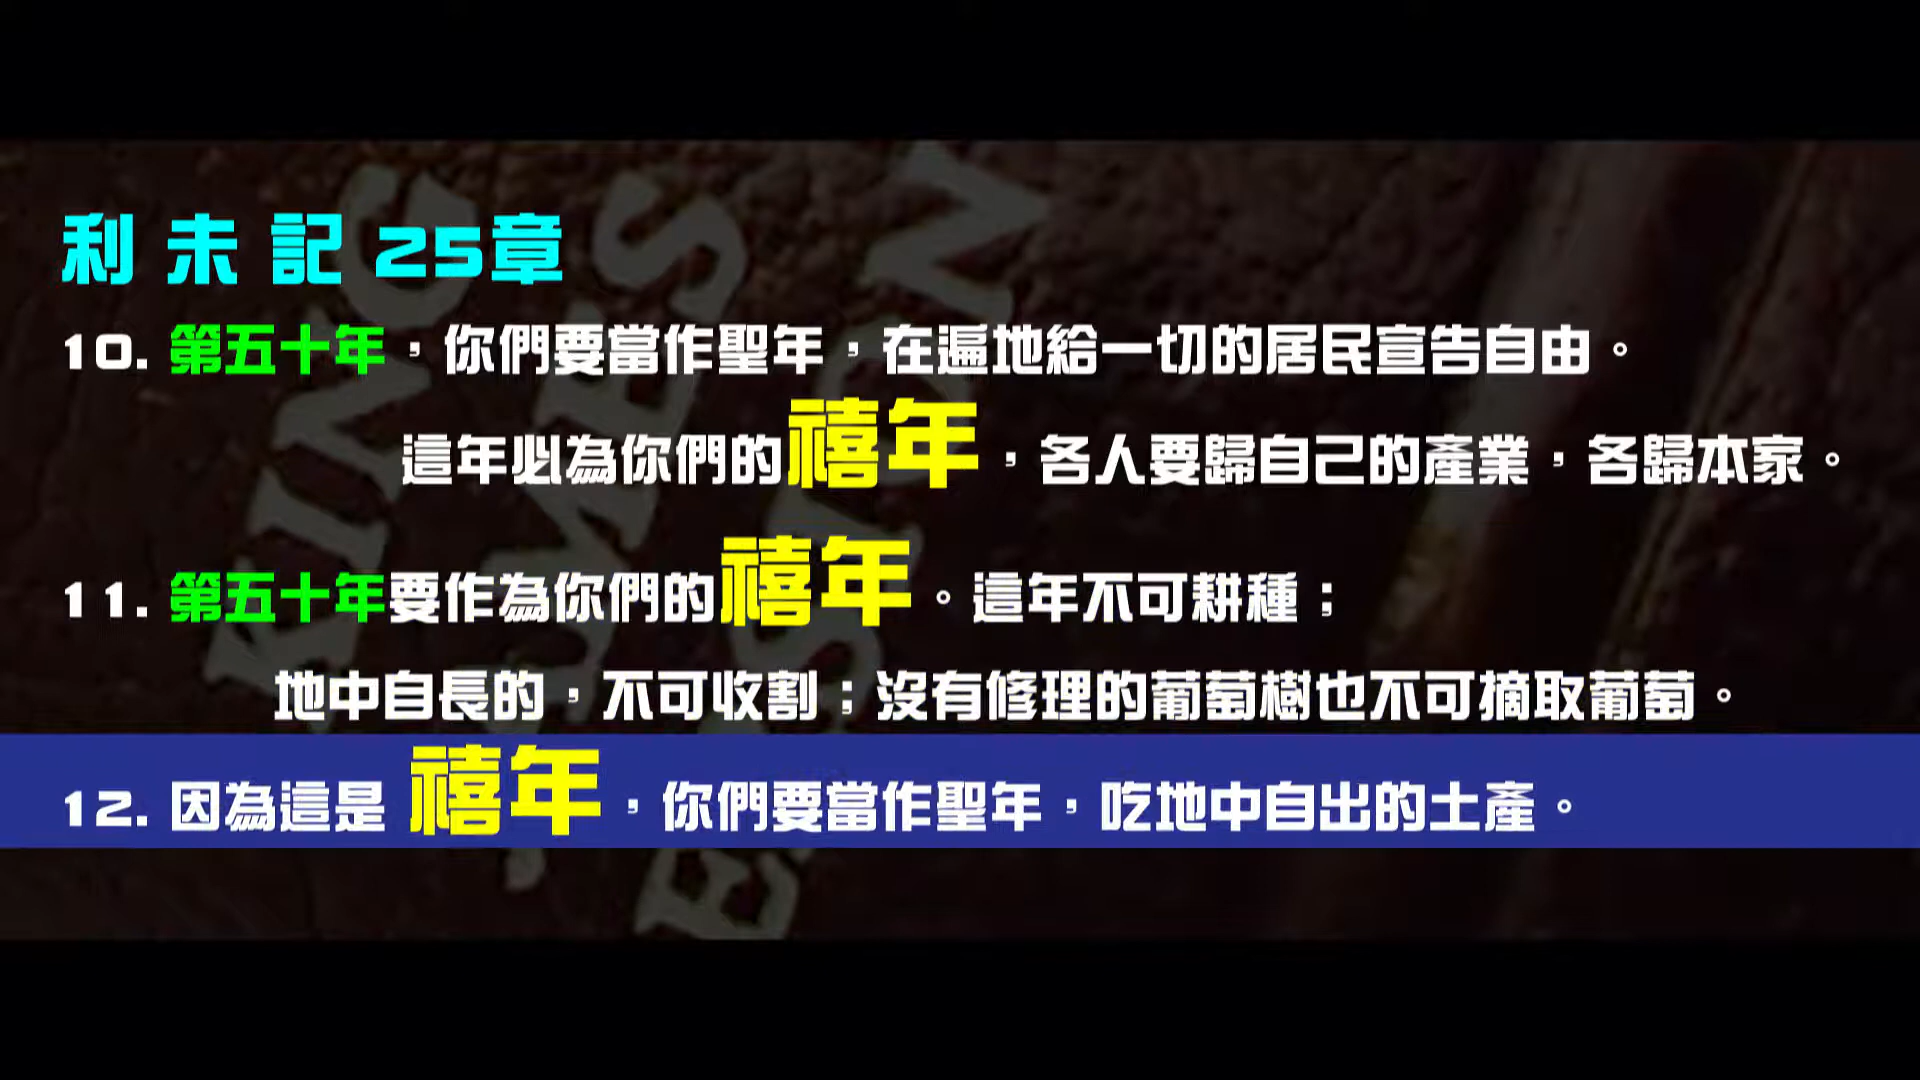 利未記 25章
10. 第五十年，你們要當作聖年，在遍地給一切的居民宣告自由。
這年必為你們的禧年，各人要歸自己的產業，各歸本家。
11. 第五十年要作為你們的禧年。這年不可耕種；
地中自長的，不可收割；沒有修理的葡萄樹也不可摘取葡萄。
12. 因為這是 禧年，你們要當作聖年，吃地中自出的土產。